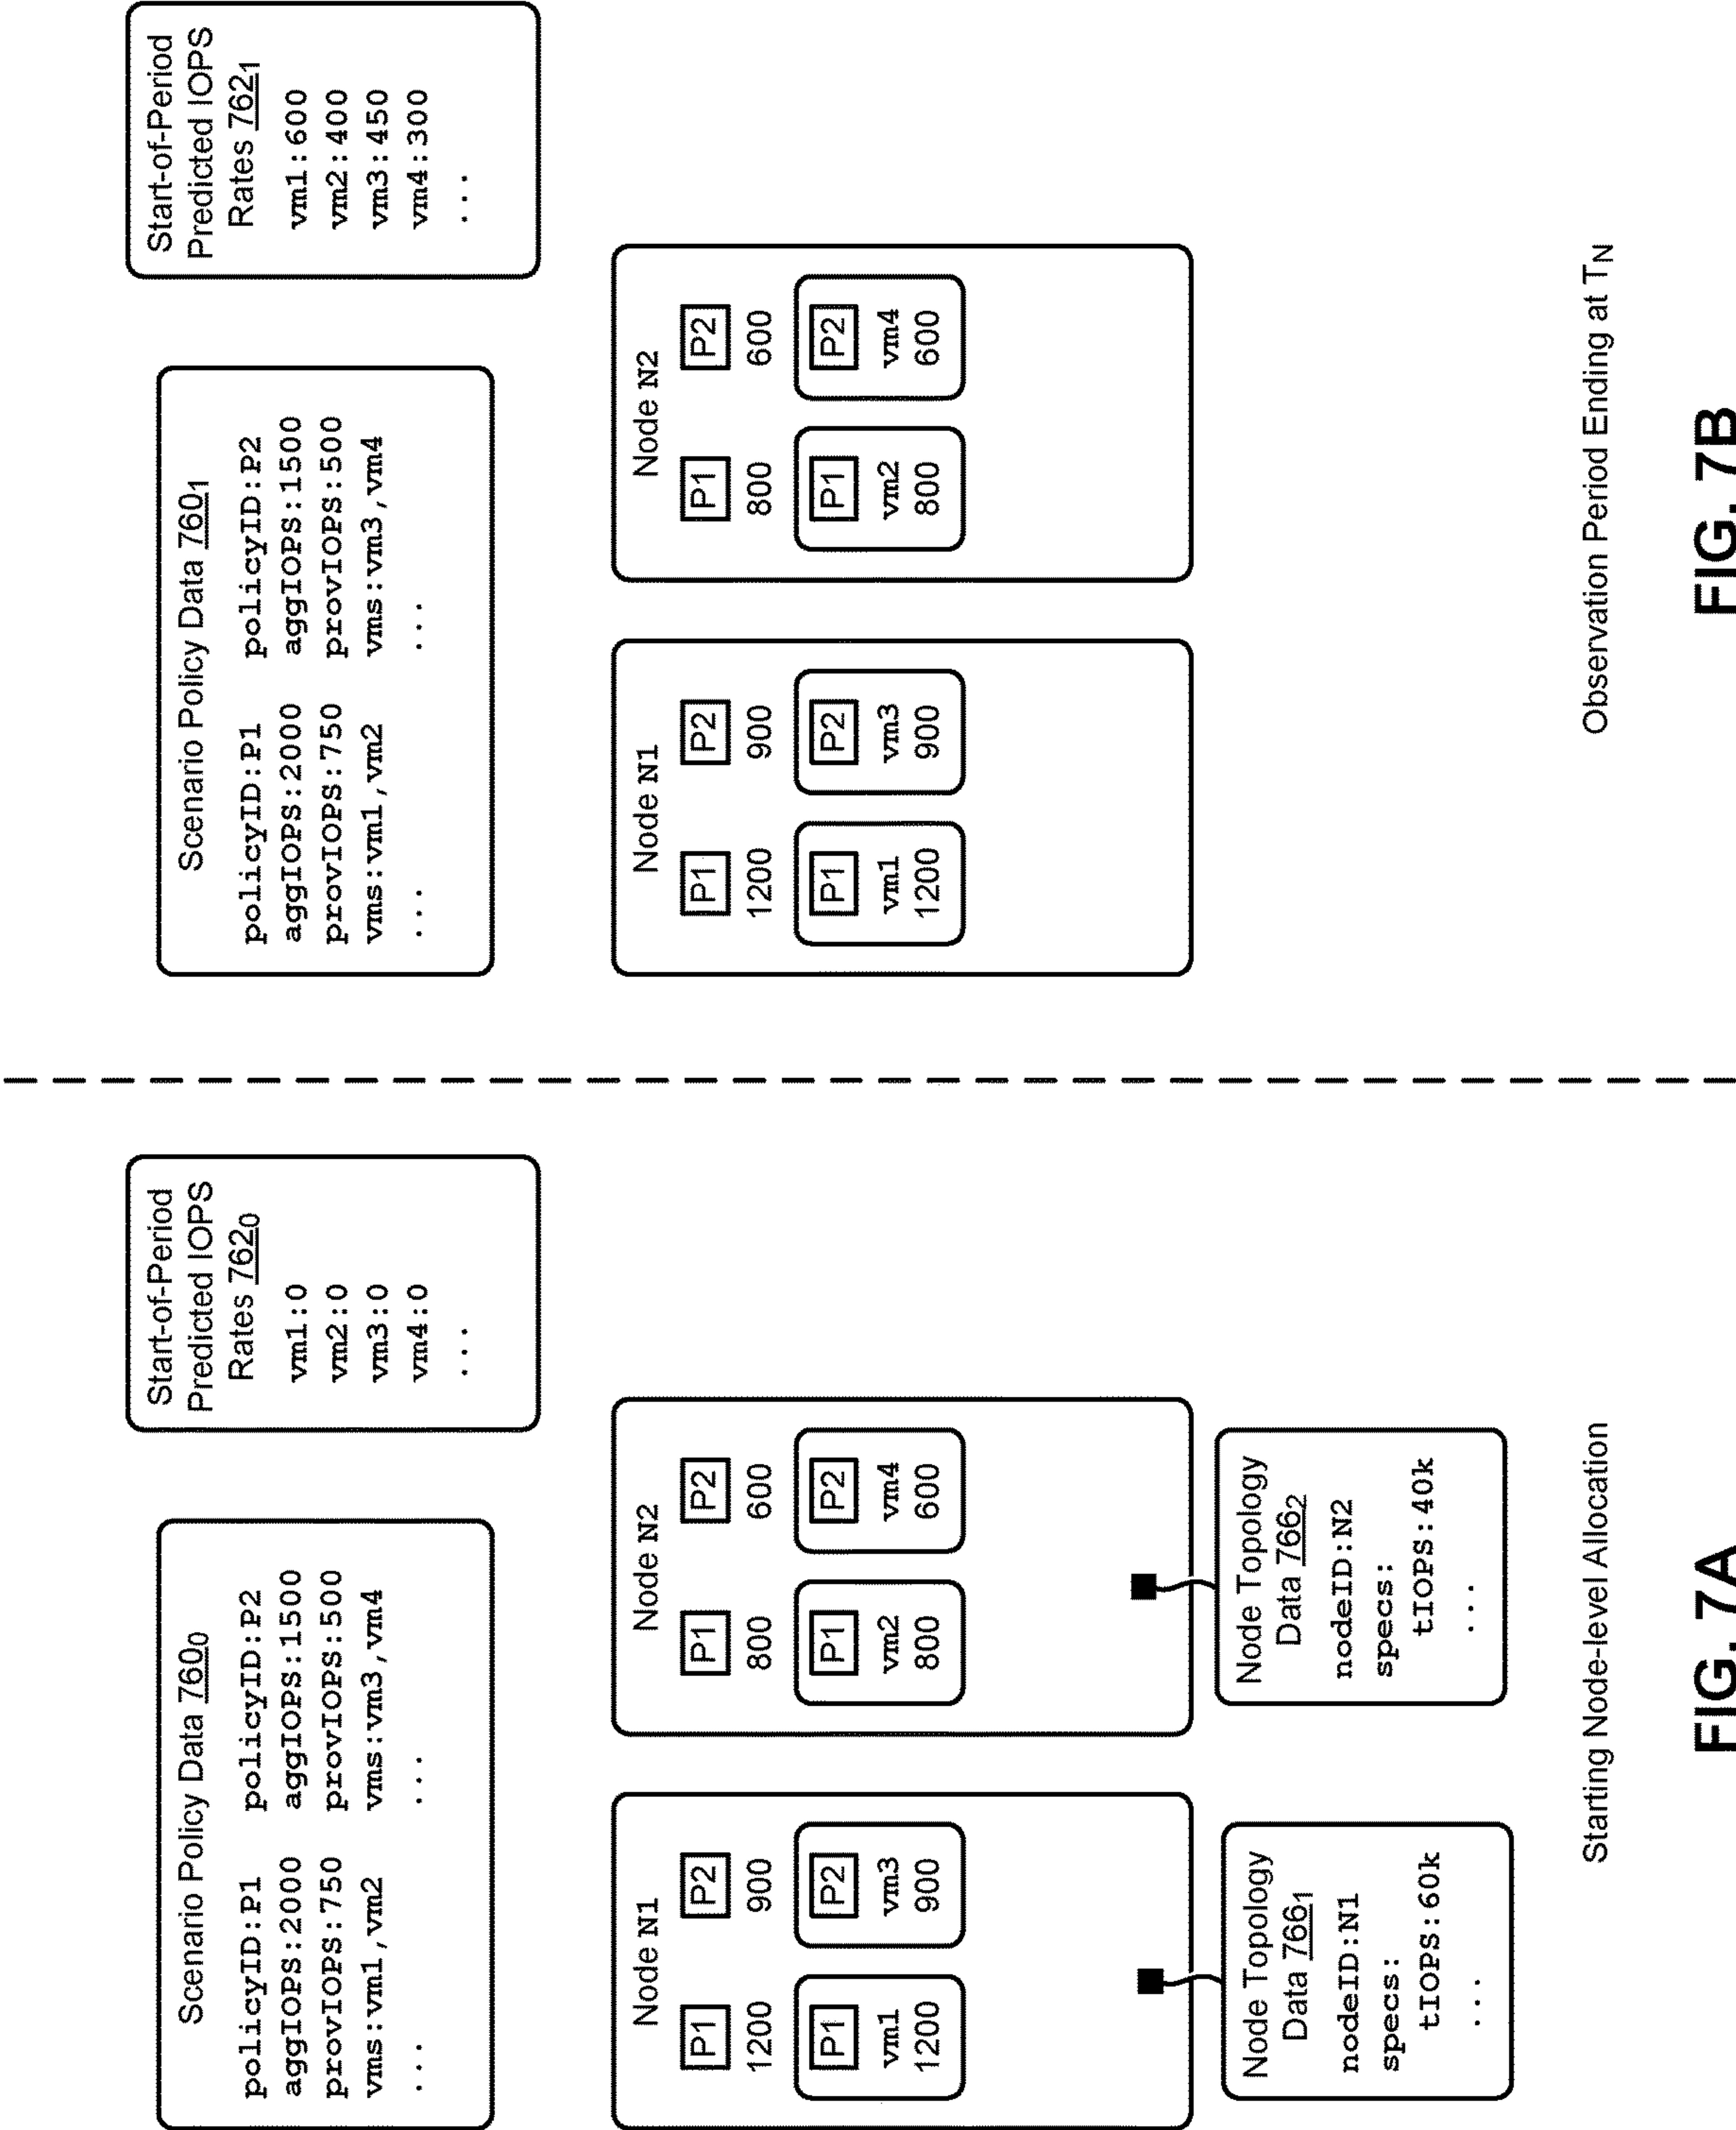 Scenario Policy Data 760₀
policyID:P1 policyID:P2
aggIOPS:2000 aggIOPS:1500
provIOPS:750 provIOPS:500
vms:vm1,vm2 vms:vm3,vm4
... ...
Start-of-Period
Predicted IOPS
Rates 762₀
vm1:0
vm2:0
vm3:0
vm4:0
...
Node N1
P1 P2
1200 900
P1 P2
vm1 vm3
1200 900
Node N2
P1 P2
800 600
P1 P2
vm2 vm4
800 600
Node Topology
Data 766₁
nodeID:N1
specs:
tIOPS:60k
...
Node Topology
Data 766₂
nodeID:N2
specs:
tIOPS:40k
...
Starting Node-level Allocation
FIG. 7A
Scenario Policy Data 760₁
policyID:P1 policyID:P2
aggIOPS:2000 aggIOPS:1500
provIOPS:750 provIOPS:500
vms:vm1,vm2 vms:vm3,vm4
... ...
Start-of-Period
Predicted IOPS
Rates 762₁
vm1:600
vm2:400
vm3:450
vm4:300
...
Node N1
P1 P2
1200 900
P1 P2
vm1 vm3
1200 900
Node N2
P1 P2
800 600
P1 P2
vm2 vm4
800 600
Observation Period Ending at T_N
FIG. 7B